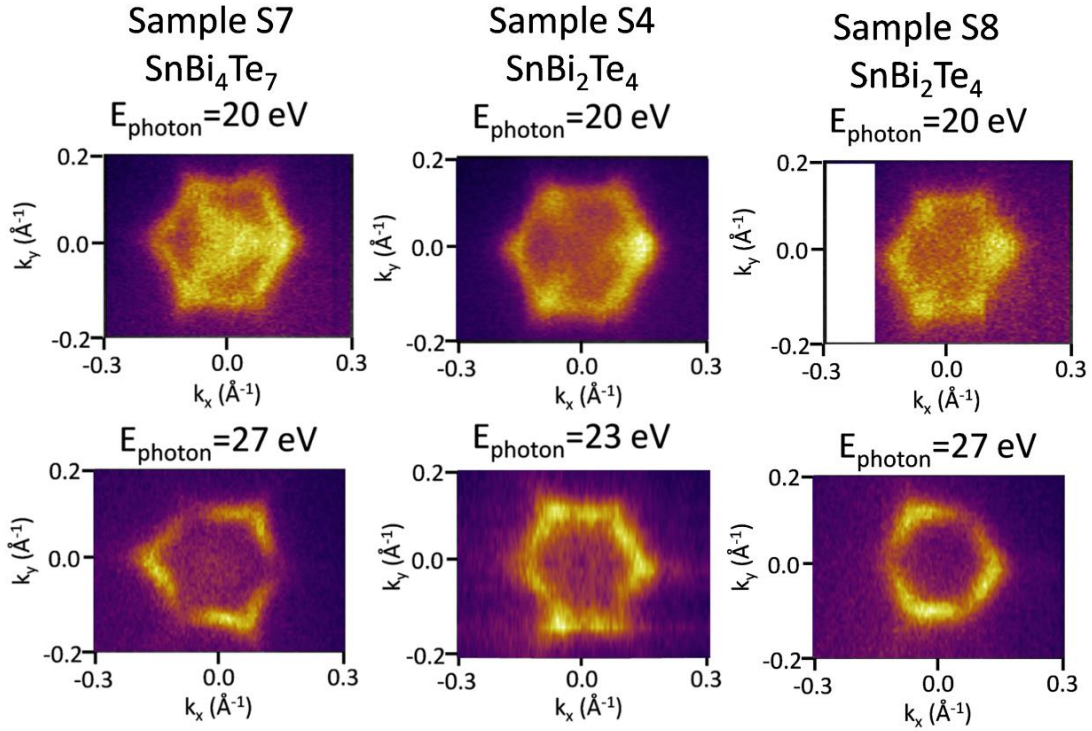 Sample S7
SnBi4Te7
Ephoton=20 eV
0.2
ky (Å-1)
0.0
-0.2
-0.3
0.0
0.3
kx (Å-1)
Sample S4
SnBi2Te4
Ephoton=20 eV
0.2
ky (Å-1)
0.0
-0.2
-0.3
0.0
0.3
kx (Å-1)
Sample S8
SnBi2Te4
Ephoton=20 eV
0.2
ky (Å-1)
0.0
-0.2
-0.3
0.0
0.3
kx (Å-1)
Ephoton=27 eV
0.2
ky (Å-1)
0.0
-0.2
-0.3
0.0
0.3
kx (Å-1)
Ephoton=23 eV
0.2
ky (Å-1)
0.0
-0.2
-0.3
0.0
0.3
kx (Å-1)
Ephoton=27 eV
0.2
ky (Å-1)
0.0
-0.2
-0.3
0.0
0.3
kx (Å-1)